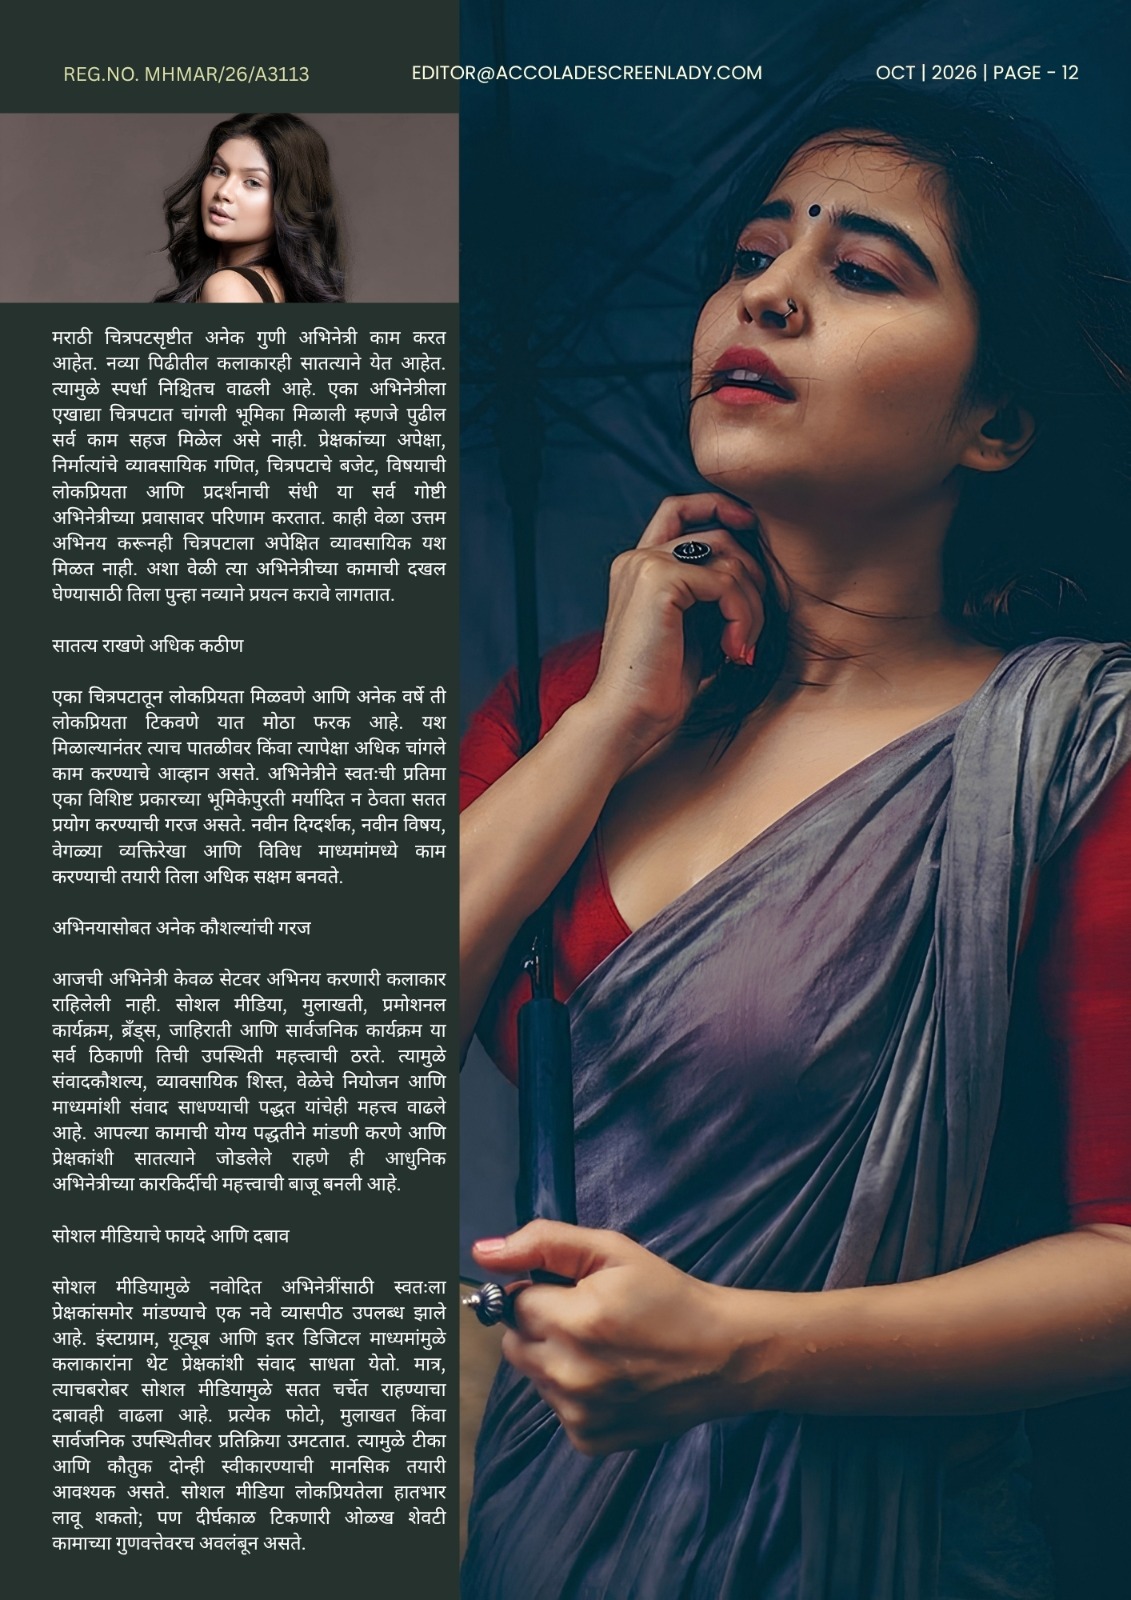 REG.NO. MHMAR/26/A3113
EDITOR@ACCOLADESCREENLADY.COM
OCT | 2026 | PAGE - 12
मराठी चित्रपटसृष्टीत अनेक गुणी अभिनेत्री काम करत
आहेत. नव्या पिढीतील कलाकारही सातत्याने येत आहेत.
त्यामुळे स्पर्धा निश्चितच वाढली आहे. एका अभिनेत्रीला
एखाद्या चित्रपटात चांगली भूमिका मिळाली म्हणजे पुढील
सर्व काम सहज मिळेल असे नाही. प्रेक्षकांच्या अपेक्षा,
निर्मात्यांचे व्यावसायिक गणित, चित्रपटाचे बजेट, विषयाची
लोकप्रियता आणि प्रदर्शनाची संधी या सर्व गोष्टी
अभिनेत्रीच्या प्रवासावर परिणाम करतात. काही वेळा उत्तम
अभिनय करूनही चित्रपटाला अपेक्षित व्यावसायिक यश
मिळत नाही. अशा वेळी त्या अभिनेत्रीच्या कामाची दखल
घेण्यासाठी तिला पुन्हा नव्याने प्रयत्न करावे लागतात.
सातत्य राखणे अधिक कठीण
एका चित्रपटातून लोकप्रियता मिळवणे आणि अनेक वर्षे ती
लोकप्रियता टिकवणे यात मोठा फरक आहे. यश
मिळाल्यानंतर त्याच पातळीवर किंवा त्यापेक्षा अधिक चांगले
काम करण्याचे आव्हान असते. अभिनेत्रीने स्वतःची प्रतिमा
एका विशिष्ट प्रकारच्या भूमिकेपुरती मर्यादित न ठेवता सतत
प्रयोग करण्याची गरज असते. नवीन दिग्दर्शक, नवीन विषय,
वेगळ्या व्यक्तिरेखा आणि विविध माध्यमांमध्ये काम
करण्याची तयारी तिला अधिक सक्षम बनवते.
अभिनयासोबत अनेक कौशल्यांची गरज
आजची अभिनेत्री केवळ सेटवर अभिनय करणारी कलाकार
राहिलेली नाही. सोशल मीडिया, मुलाखती, प्रमोशनल
कार्यक्रम, ब्रँड्स, जाहिराती आणि सार्वजनिक कार्यक्रम या
सर्व ठिकाणी तिची उपस्थिती महत्त्वाची ठरते. त्यामुळे
संवादकौशल्य, व्यावसायिक शिस्त, वेळेचे नियोजन आणि
माध्यमांशी संवाद साधण्याची पद्धत यांचेही महत्त्व वाढले
आहे. आपल्या कामाची योग्य पद्धतीने मांडणी करणे आणि
प्रेक्षकांशी सातत्याने जोडलेले राहणे ही आधुनिक
अभिनेत्रीच्या कारकिर्दीची महत्त्वाची बाजू बनली आहे.
सोशल मीडियाचे फायदे आणि दबाव
सोशल मीडियामुळे नवोदित अभिनेत्रींसाठी स्वतःला
प्रेक्षकांसमोर मांडण्याचे एक नवे व्यासपीठ उपलब्ध झाले
आहे. इंस्टाग्राम, यूट्यूब आणि इतर डिजिटल माध्यमांमुळे
कलाकारांना थेट प्रेक्षकांशी संवाद साधता येतो. मात्र,
त्याचबरोबर सोशल मीडियामुळे सतत चर्चेत राहण्याचा
दबावही वाढला आहे. प्रत्येक फोटो, मुलाखत किंवा
सार्वजनिक उपस्थितीवर प्रतिक्रिया उमटतात. त्यामुळे टीका
आणि कौतुक दोन्ही स्वीकारण्याची मानसिक तयारी
आवश्यक असते. सोशल मीडिया लोकप्रियतेला हातभार
लावू शकतो; पण दीर्घकाळ टिकणारी ओळख शेवटी
कामाच्या गुणवत्तेवरच अवलंबून असते.